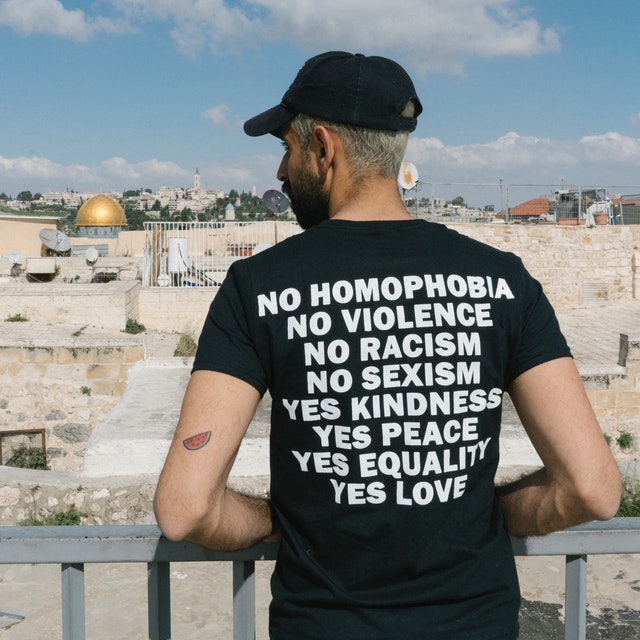 NO HOMOPHOBIA
NO VIOLENCE
NO RACISM
NO SEXISM
YES KINDNESS
YES PEACE
YES EQUALITY
YES LOVE